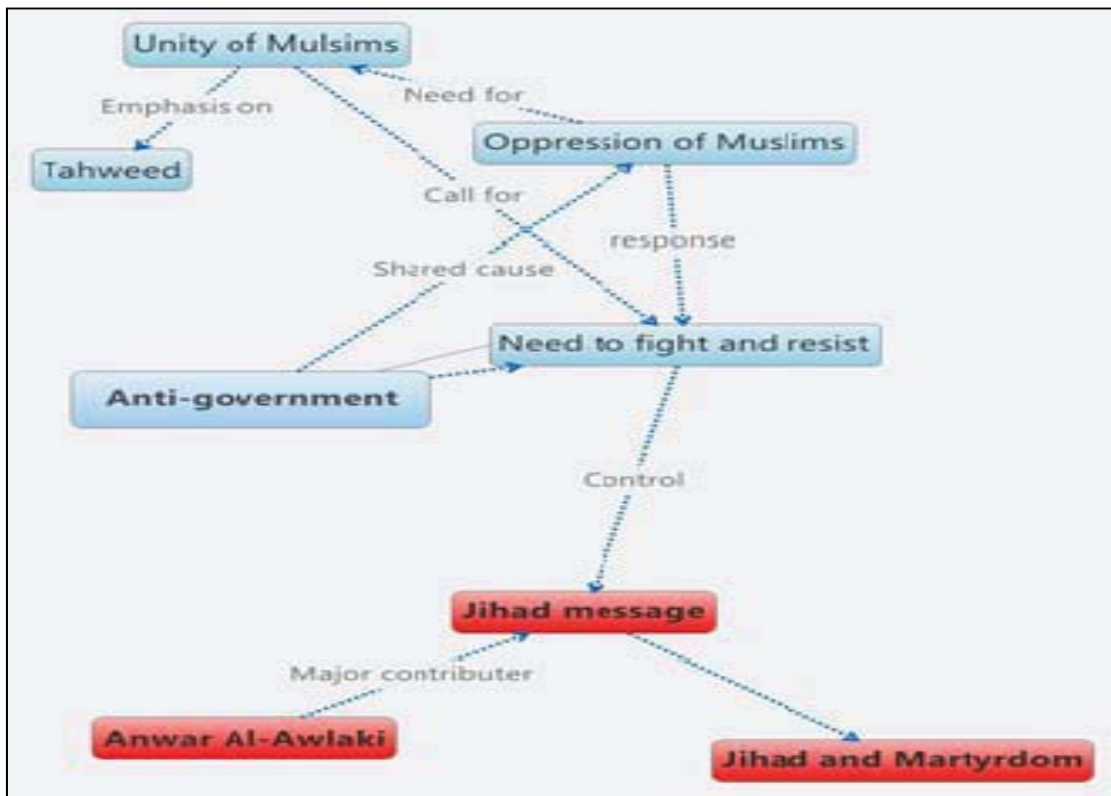 Unity of Mulsims
Need for
Emphasis on
Oppression of Muslims
Tahweed
Call for
response
Shared cause
Need to fight and resist
Anti-government
Control
Jihad message
Major contributer
Anwar Al-Awlaki
Jihad and Martyrdom